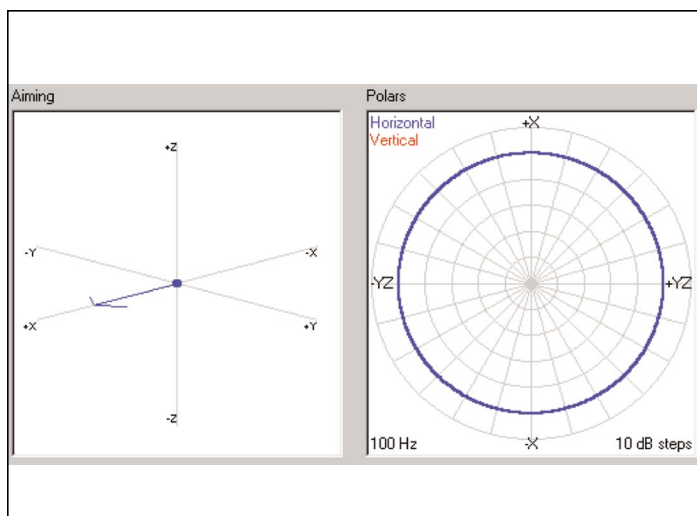 Aiming
+Z
-Y
-X
+X
+Y
-Z
Polars
Horizontal
Vertical
+X
-YZ
+YZ
-X
100 Hz
10 dB steps